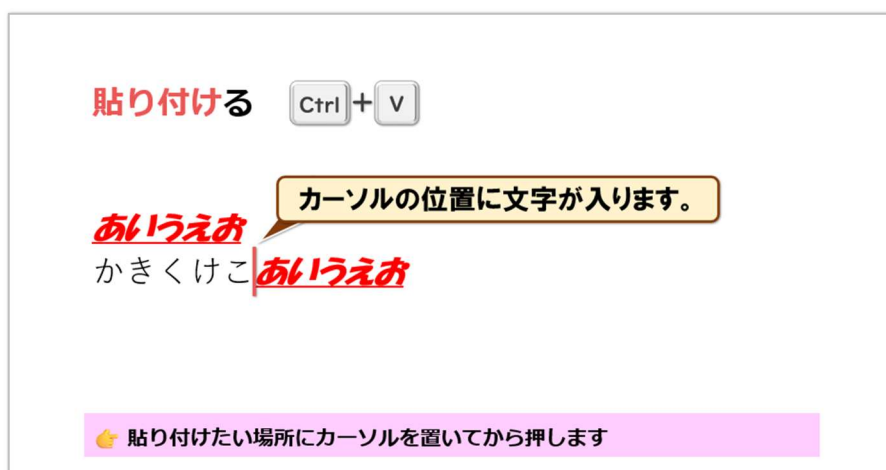 貼り付ける Ctrl + V
カーソルの位置に文字が入ります。
あいうえお
かきくけこあいうえお
👉 貼り付けたい場所にカーソルを置いてから押します